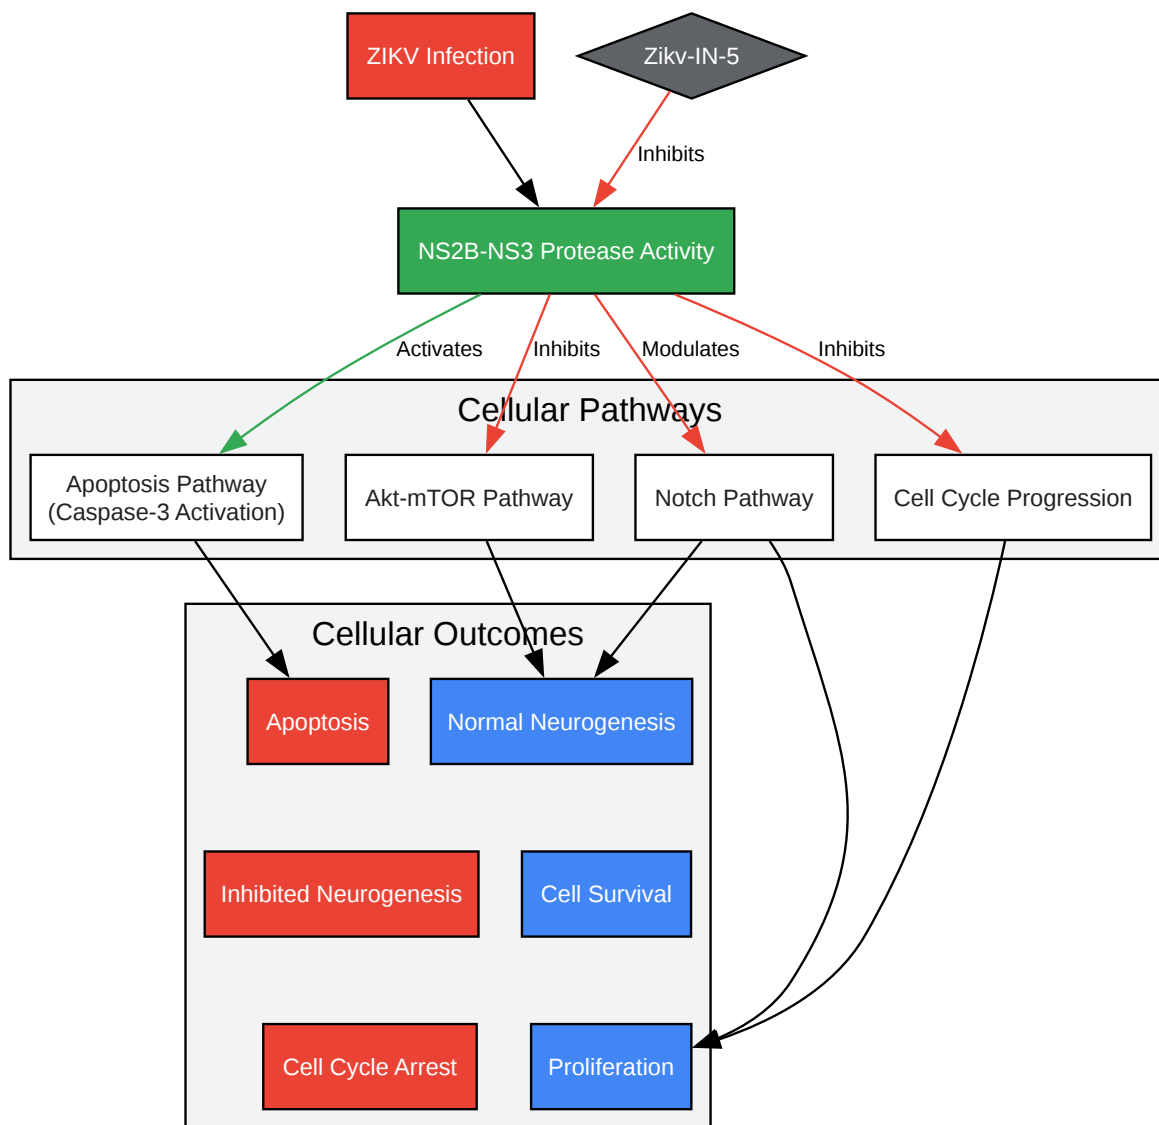 ZIKV Infection
Zikv-IN-5
Inhibits
NS2B-NS3 Protease Activity
Activates
Inhibits
Modulates
Inhibits
Cellular Pathways
Apoptosis Pathway
(Caspase-3 Activation)
Akt-mTOR Pathway
Notch Pathway
Cell Cycle Progression
Cellular Outcomes
Apoptosis
Normal Neurogenesis
Inhibited Neurogenesis
Cell Survival
Cell Cycle Arrest
Proliferation